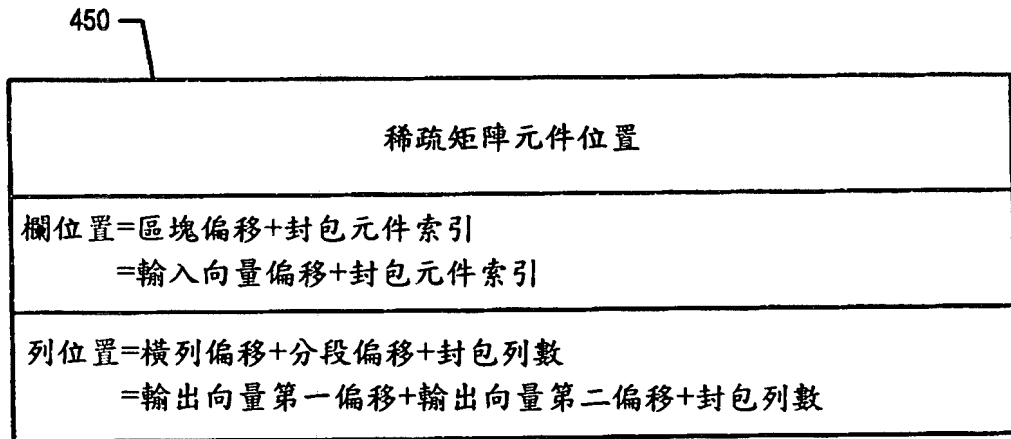 450
稀疏矩陣元件位置
欄位置=區塊偏移+封包元件索引
=輸入向量偏移+封包元件索引
列位置=橫列偏移+分段偏移+封包列數
=輸出向量第一偏移+輸出向量第二偏移+封包列數